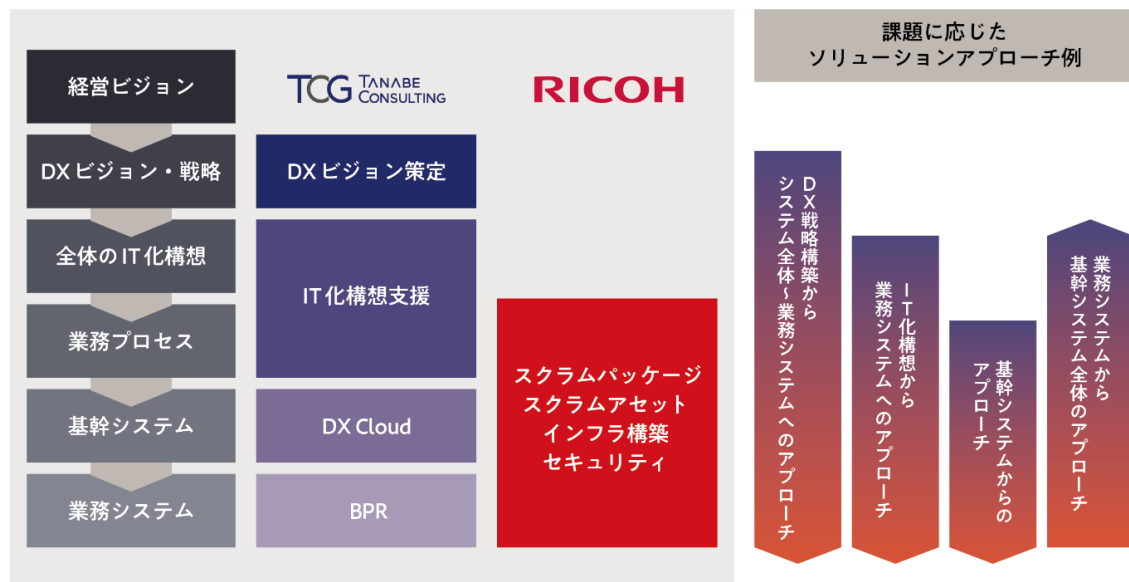 経営ビジョン
DXビジョン・戦略
全体のIT化構想
業務プロセス
基幹システム
業務システム
TCG TANABE
CONSULTING
DXビジョン策定
IT化構想支援
DX Cloud
BPR
RICOH
スクラムパッケージ
スクラムアセット
インフラ構築
セキュリティ
課題に応じた
ソリューションアプローチ例
DX戦略構築から
システム全体～業務システムへのアプローチ
IT化構想から
業務システムへのアプローチ
基幹システムからの
アプローチ
業務システムから
基幹システム全体のアプローチ